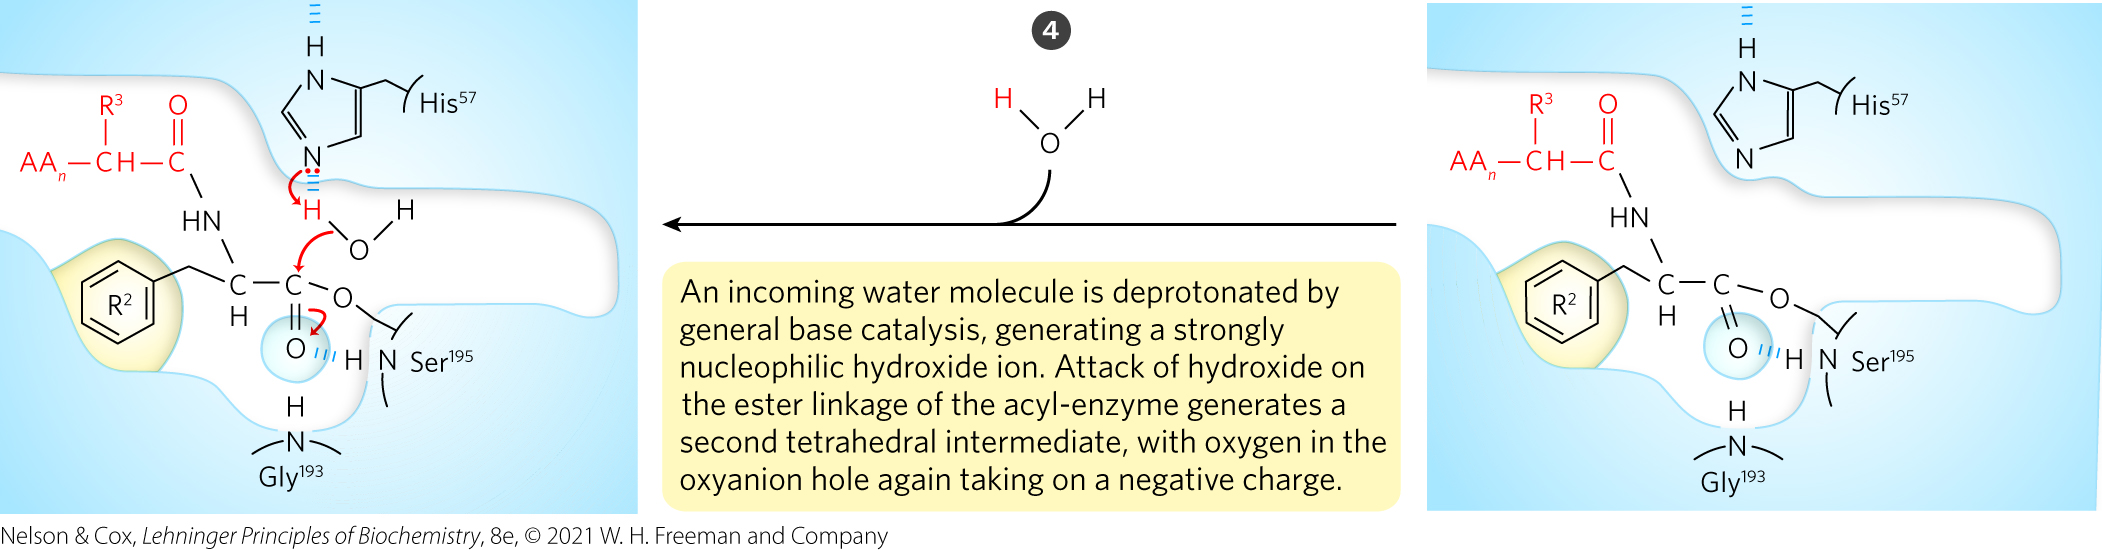 H
N
His⁵⁷
R³ O
AAₙ — CH — C
N
H H
HN
O
C C
O
R²
H
O H N Ser¹⁹⁵
H
N
Gly¹⁹³
4
H H
O
An incoming water molecule is deprotonated by
general base catalysis, generating a strongly
nucleophilic hydroxide ion. Attack of hydroxide on
the ester linkage of the acyl-enzyme generates a
second tetrahedral intermediate, with oxygen in the
oxyanion hole again taking on a negative charge.
H
N
His⁵⁷
R³ O
AAₙ — CH — C
N
HN
C C
O
R²
H
O H N Ser¹⁹⁵
H
N
Gly¹⁹³
Nelson & Cox, Lehninger Principles of Biochemistry, 8e, © 2021 W. H. Freeman and Company